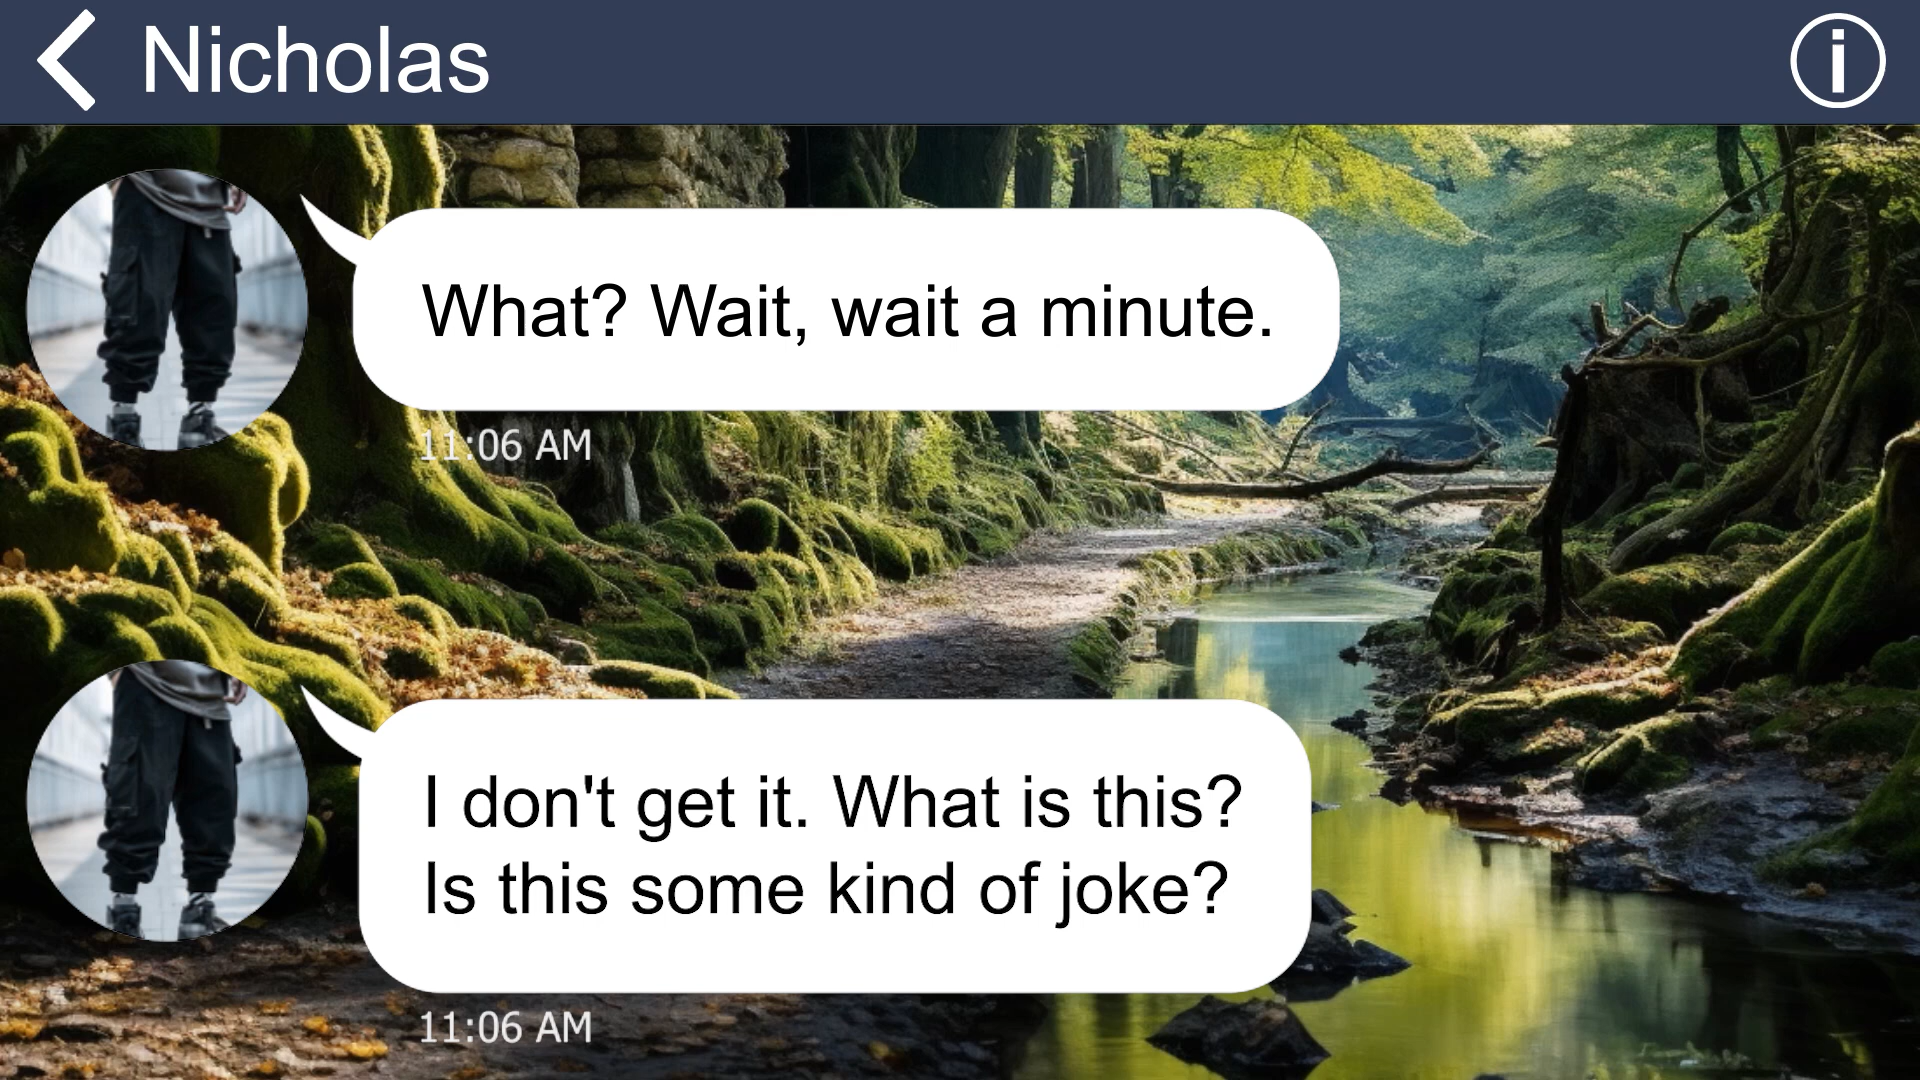 Nicholas
What? Wait, wait a minute.
11:06 AM
I don't get it. What is this?
Is this some kind of joke?
11:06 AM